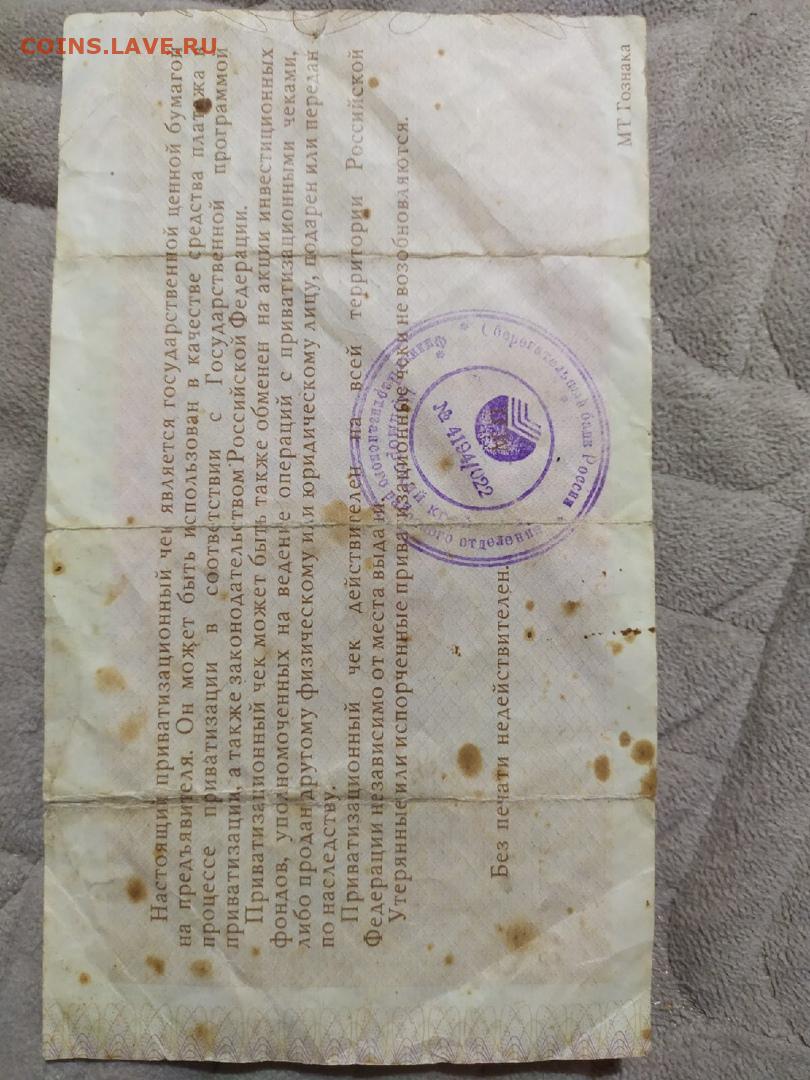 COINS.LAVE.RU
Настоящий приватизационный чек является государственной ценной бумагой
на предъявителя. Он может быть использован в качестве средства платежа в
процессе приватизации в соответствии с Государственной программой
приватизации, а также законодательством Российской Федерации.
Приватизационный чек может быть также обменен на акции инвестиционных
фондов, уполномоченных на ведение операций с приватизационными чеками,
либо продан другому физическому или юридическому лицу, подарен или передан
по наследству.
Приватизационный чек действителен на всей территории Российской
Федерации независимо от места выдачи.
Утерянные или испорченные приватизационные чеки не возобновляются.
Без печати недействителен.
МТ Гознака
№ 4194/022
банк России